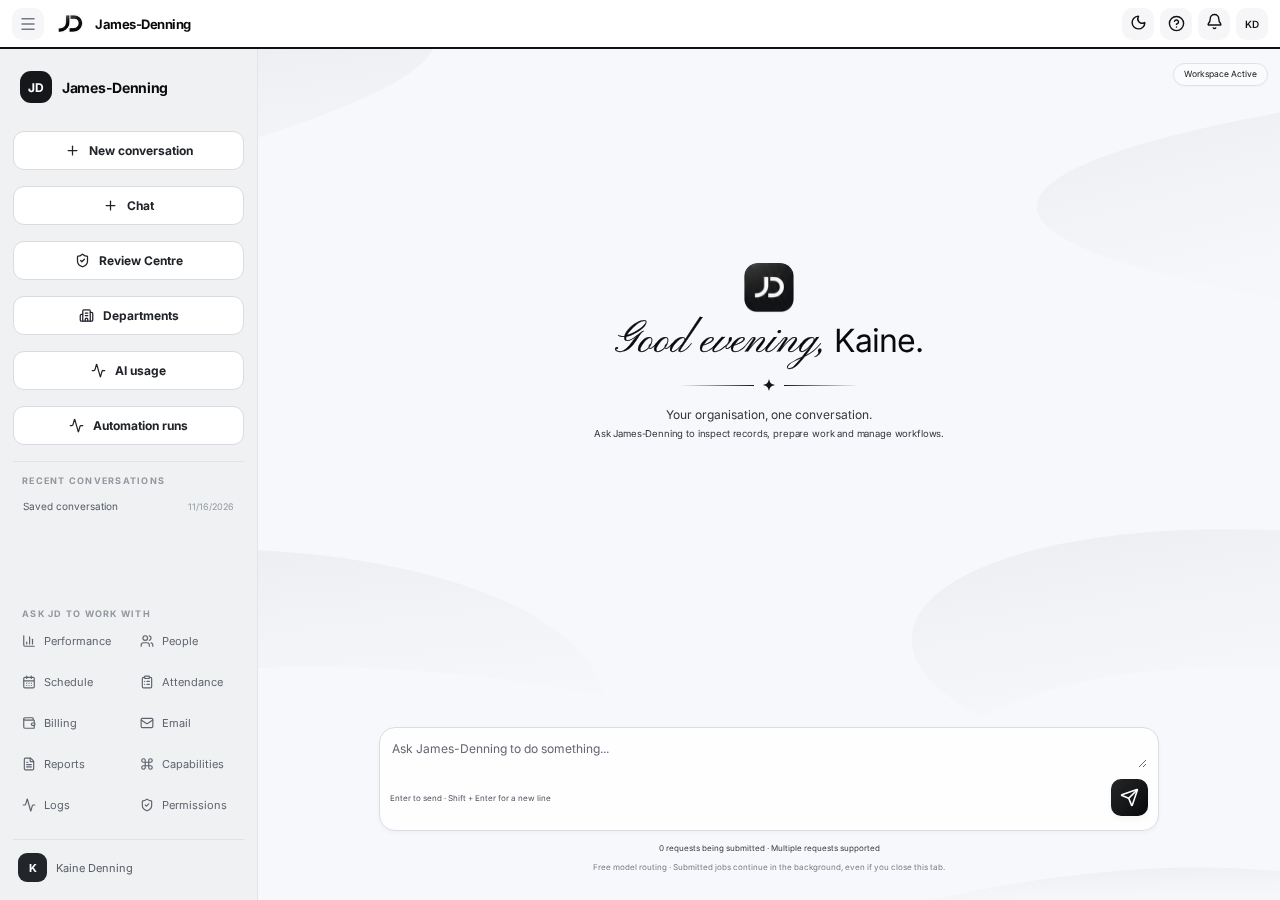 JD James-Denning
KD
JD James-Denning
Workspace Active
New conversation
Chat
Review Centre
Departments
AI usage
Automation runs
RECENT CONVERSATIONS
Saved conversation 11/16/2026
ASK JD TO WORK WITH
Performance People
Schedule Attendance
Billing Email
Reports Capabilities
Logs Permissions
K Kaine Denning
JD
Good evening, Kaine.
Your organisation, one conversation.
Ask James-Denning to inspect records, prepare work and manage workflows.
Ask James-Denning to do something...
Enter to send · Shift + Enter for a new line
0 requests being submitted · Multiple requests supported
Free model routing · Submitted jobs continue in the background, even if you close this tab.